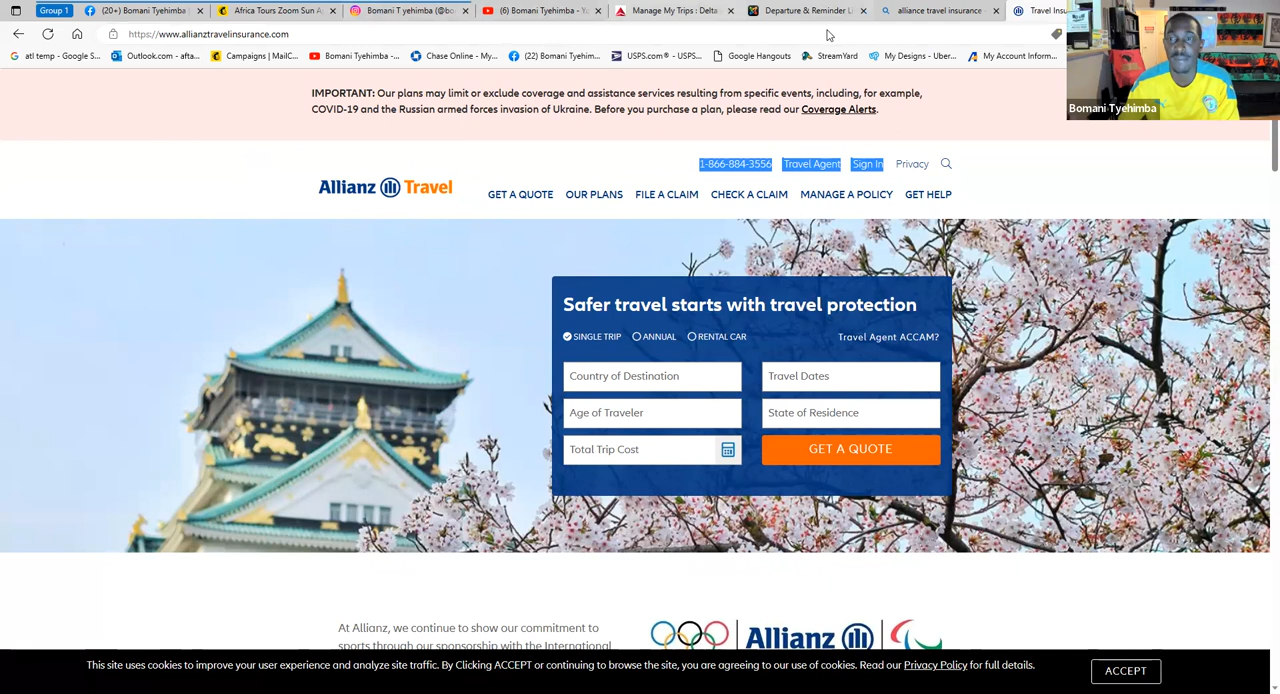 Group 1
(20+) Bomani Tyehimba
Africa Tours Zoom Sun A
Bomani T yehimba (@bo
(6) Bomani Tyehimba - Y
Manage My Trips : Delta
Departure & Reminder L
alliance travel insurance -
Travel Ins
https://www.allianztravelinsurance.com
atl temp - Google S...
Outlook.com - afta...
Campaigns | MailC...
Bomani Tyehimba -...
Chase Online - My...
(22) Bomani Tyehim...
USPS.com® - USPS...
Google Hangouts
StreamYard
My Designs - Uber...
My Account Inform...
Bomani Tyehimba
IMPORTANT: Our plans may limit or exclude coverage and assistance services resulting from specific events, including, for example,
COVID-19 and the Russian armed forces invasion of Ukraine. Before you purchase a plan, please read our Coverage Alerts.
1-866-884-3556 Travel Agent Sign In Privacy
Allianz Travel
GET A QUOTE OUR PLANS FILE A CLAIM CHECK A CLAIM MANAGE A POLICY GET HELP
Safer travel starts with travel protection
SINGLE TRIP ANNUAL RENTAL CAR Travel Agent ACCAM?
Country of Destination Travel Dates
Age of Traveler State of Residence
Total Trip Cost GET A QUOTE
At Allianz, we continue to show our commitment to
sports through our sponsorship with the International
Allianz
This site uses cookies to improve your user experience and analyze site traffic. By Clicking ACCEPT or continuing to browse the site, you are agreeing to our use of cookies. Read our Privacy Policy for full details.
ACCEPT